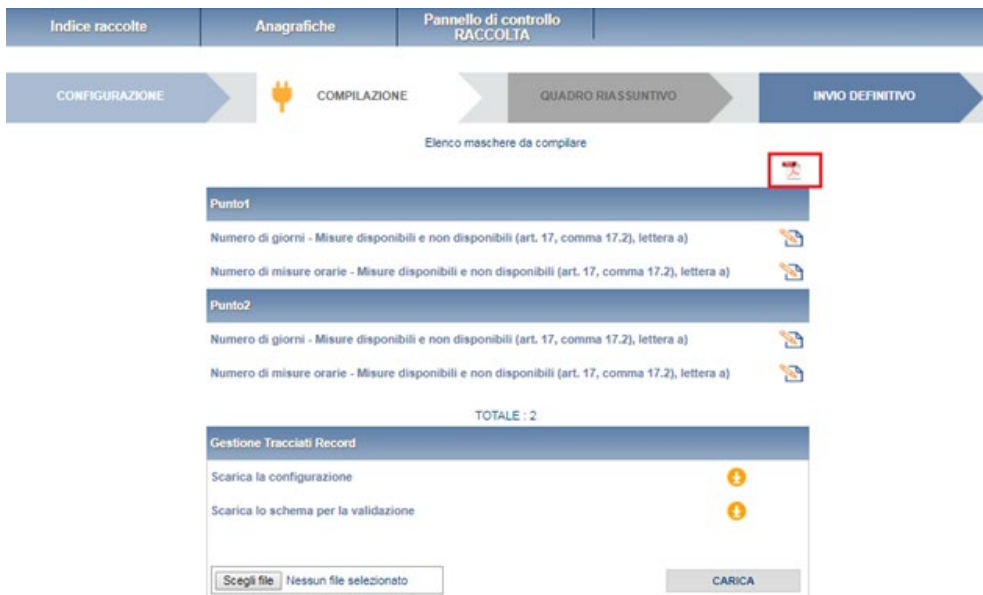 Indice raccolte
Anagrafiche
Pannello di controllo
RACCOLTA
CONFIGURAZIONE
COMPILAZIONE
QUADRO RIASSUNTIVO
INVIO DEFINITIVO
Elenco maschere da compilare
Punto1
Numero di giorni - Misure disponibili e non disponibili (art. 17, comma 17.2), lettera a)
Numero di misure orarie - Misure disponibili e non disponibili (art. 17, comma 17.2), lettera a)
Punto2
Numero di giorni - Misure disponibili e non disponibili (art. 17, comma 17.2), lettera a)
Numero di misure orarie - Misure disponibili e non disponibili (art. 17, comma 17.2), lettera a)
TOTALE : 2
Gestione Tracciati Record
Scarica la configurazione
Scarica lo schema per la validazione
Scegli file Nessun file selezionato
CARICA